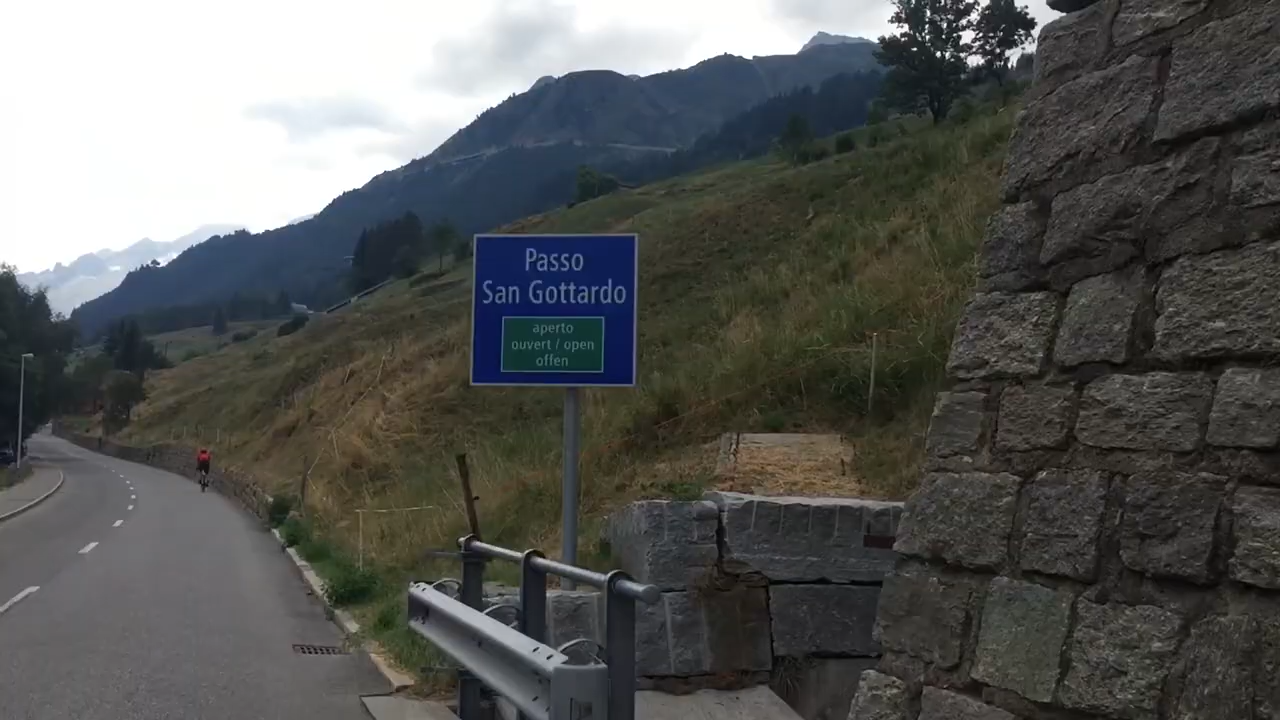 Passo
San Gottardo
aperto
ouvert / open
offen